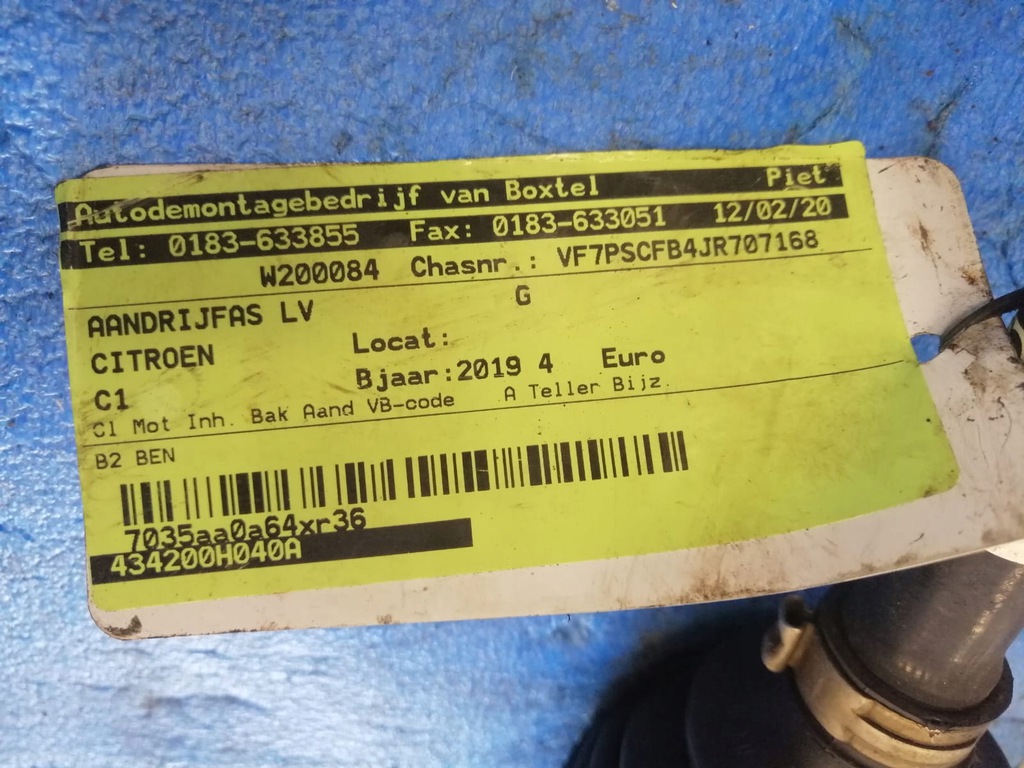 Autodemontagebedrijf van Boxtel Piet
Tel: 0183-633855 Fax: 0183-633051 12/02/20
W200084 Chasnr.: VF7PSCFB4JR707168
AANDRIJFAS LV G
CITROEN Locat:
C1 Bjaar:2019 4 Euro
Cl Mot Inh. Bak Aand VB-code A Teller Bijz.
B2 BEN
7035aa0a64xr36
434200H040A